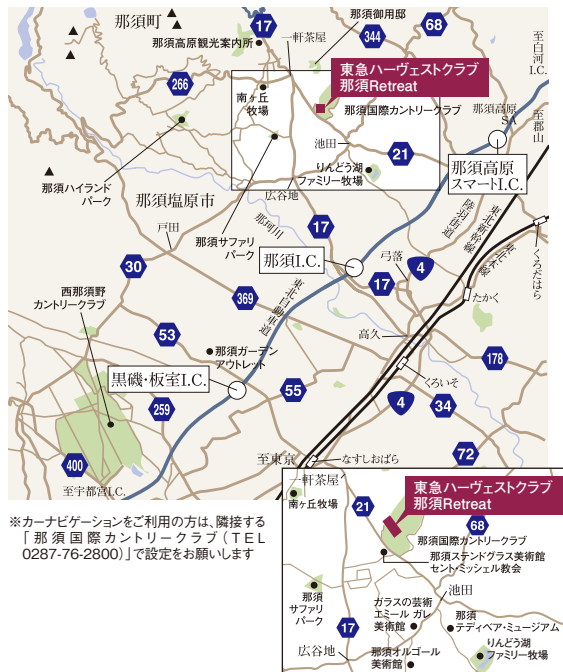 那須町
17
那須御用邸
344
68
一軒茶屋
那須高原観光案内所
至白河I.C.
東急ハーヴェストクラブ
那須Retreat
266
南ヶ丘
牧場
那須国際カントリークラブ
那須高原
SA
至郡山
池田
21
那須高原
スマートI.C.
那須ハイランド
パーク
りんどう湖
ファミリー牧場
那須塩原市
広谷地
戸田
那須サファリ
パーク
那珂川
17
陸羽街道
東北新幹線
東北本線
くろだはら
那須I.C.
弓落
4
30
17
369
東北自動車道
たかく
西那須野
カントリークラブ
53
高久
那須ガーデン
アウトレット
178
黒磯・板室I.C.
くろいそ
55
259
4
34
400
72
至東京
なすしおばら
至宇都宮I.C.
※カーナビゲーションをご利用の方は、隣接する
「那須国際カントリークラブ(TEL
0287-76-2800)」で設定をお願いします
一軒茶屋
南ヶ丘牧場
21
東急ハーヴェストクラブ
那須Retreat
68
那須国際カントリークラブ
那須ステンドグラス美術館
セント・ミッシェル教会
那須
サファリ
パーク
池田
ガラスの芸術
エミール ガレ
美術館
那須
テディベア・ミュージアム
17
広谷地
那須オルゴール
美術館
りんどう湖
ファミリー牧場